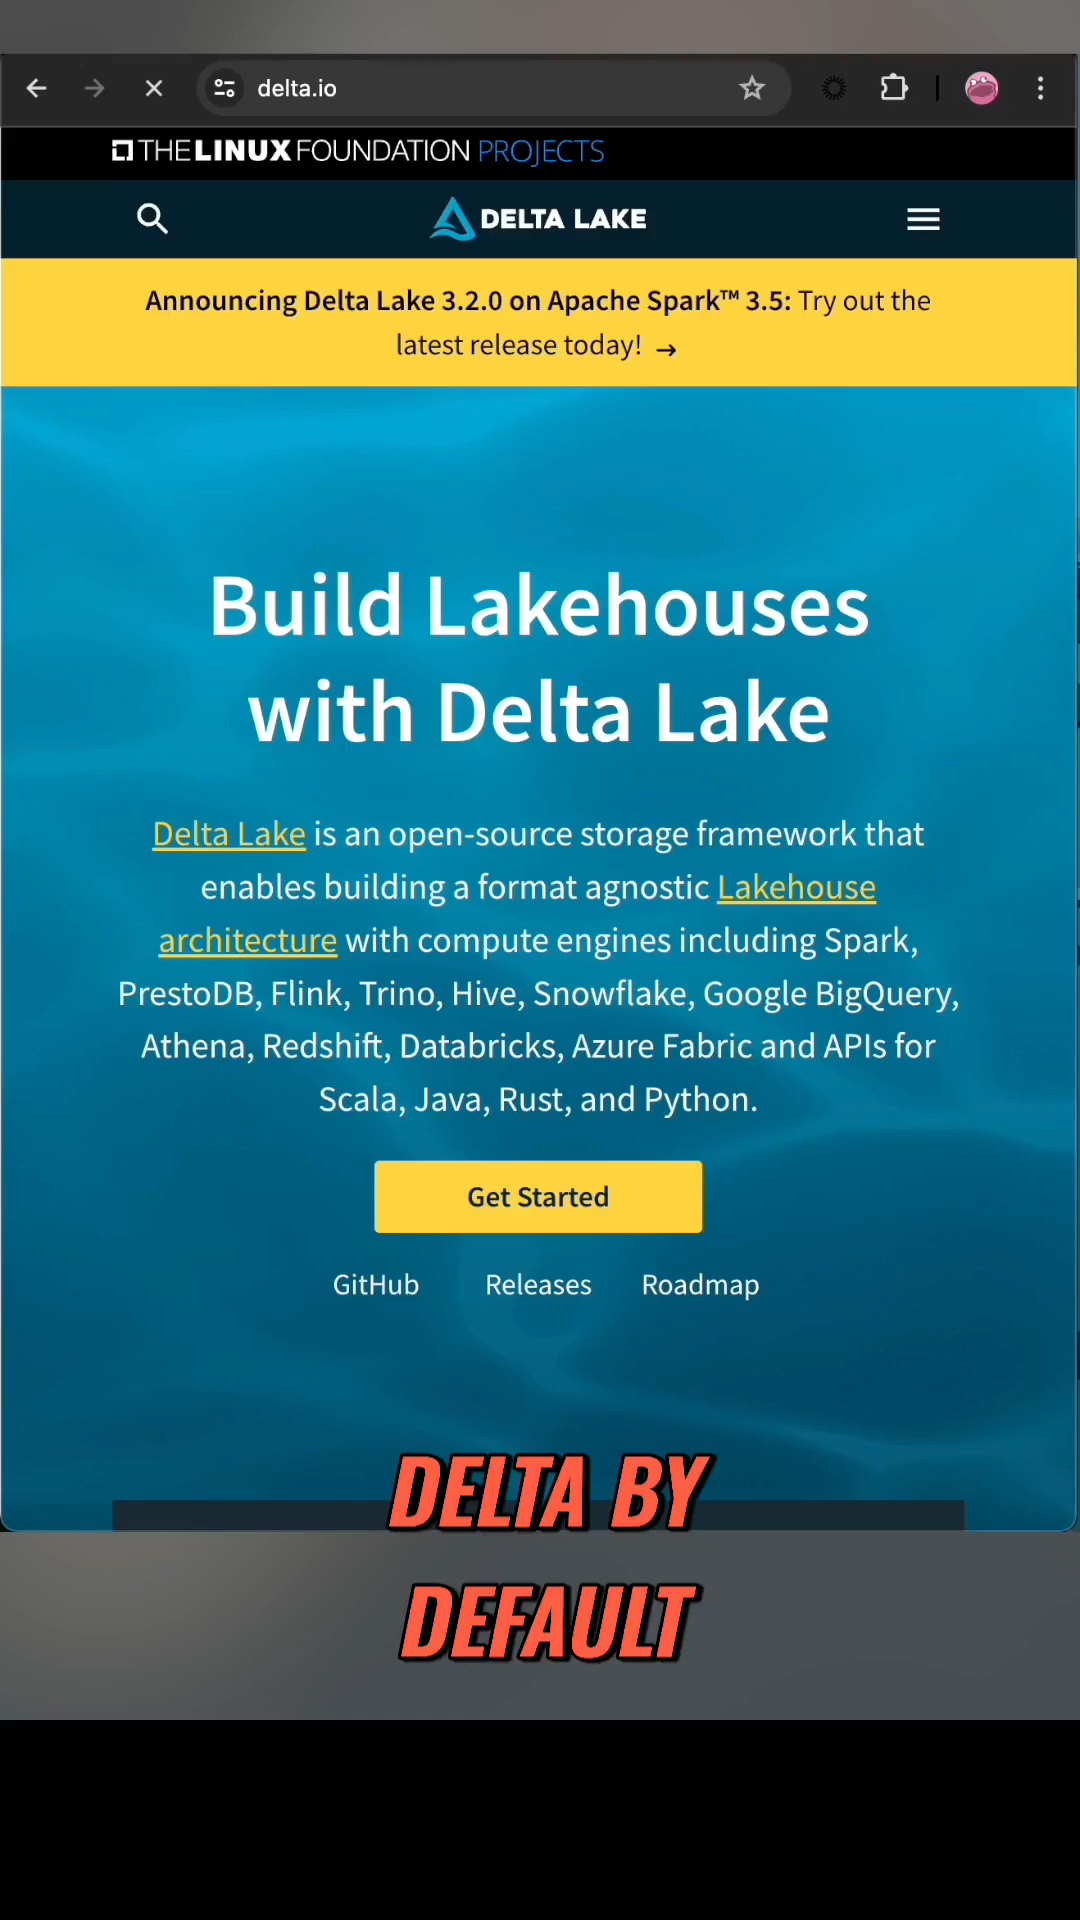 delta.io
THE LINUX FOUNDATION PROJECTS
DELTA LAKE
Announcing Delta Lake 3.2.0 on Apache Spark™ 3.5: Try out the
latest release today! →
Build Lakehouses
with Delta Lake
Delta Lake is an open-source storage framework that
enables building a format agnostic Lakehouse
architecture with compute engines including Spark,
PrestoDB, Flink, Trino, Hive, Snowflake, Google BigQuery,
Athena, Redshift, Databricks, Azure Fabric and APIs for
Scala, Java, Rust, and Python.
Get Started
GitHub Releases Roadmap
DELTA BY
DEFAULT